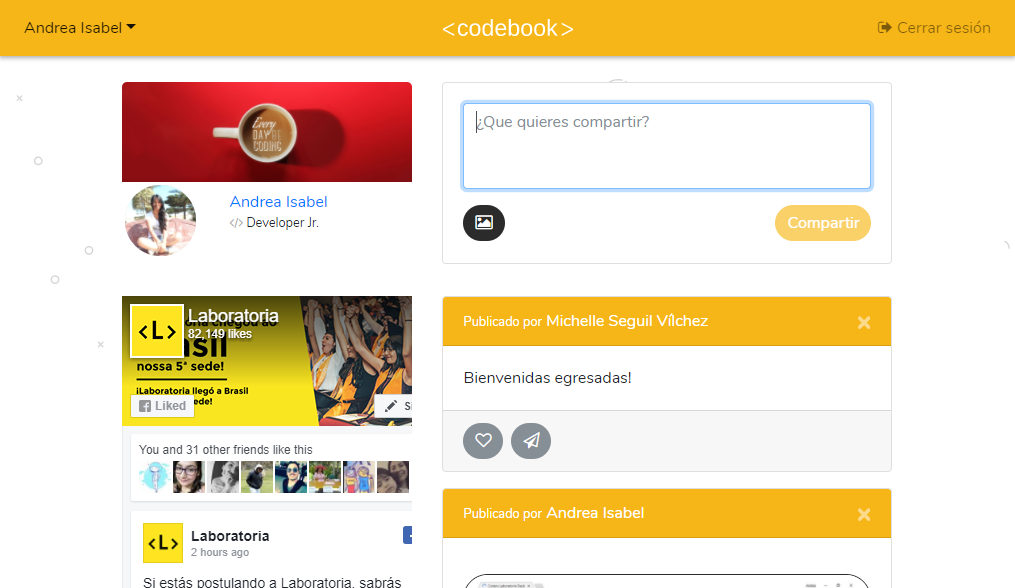 Andrea Isabel
<codebook>
Cerrar sesión
Every
DAY BE
CODING
Andrea Isabel
</> Developer Jr.
¿Que quieres compartir?
Compartir
<L>
Laboratoria
82,149 likes
nossa 5ª sede!
¡Laboratoria llegó a Brasil
Liked
You and 31 other friends like this
<L>
Laboratoria
2 hours ago
Si estás postulando a Laboratoria, sabrás
Publicado por Michelle Seguil Vílchez
×
Bienvenidas egresadas!
Publicado por Andrea Isabel
×